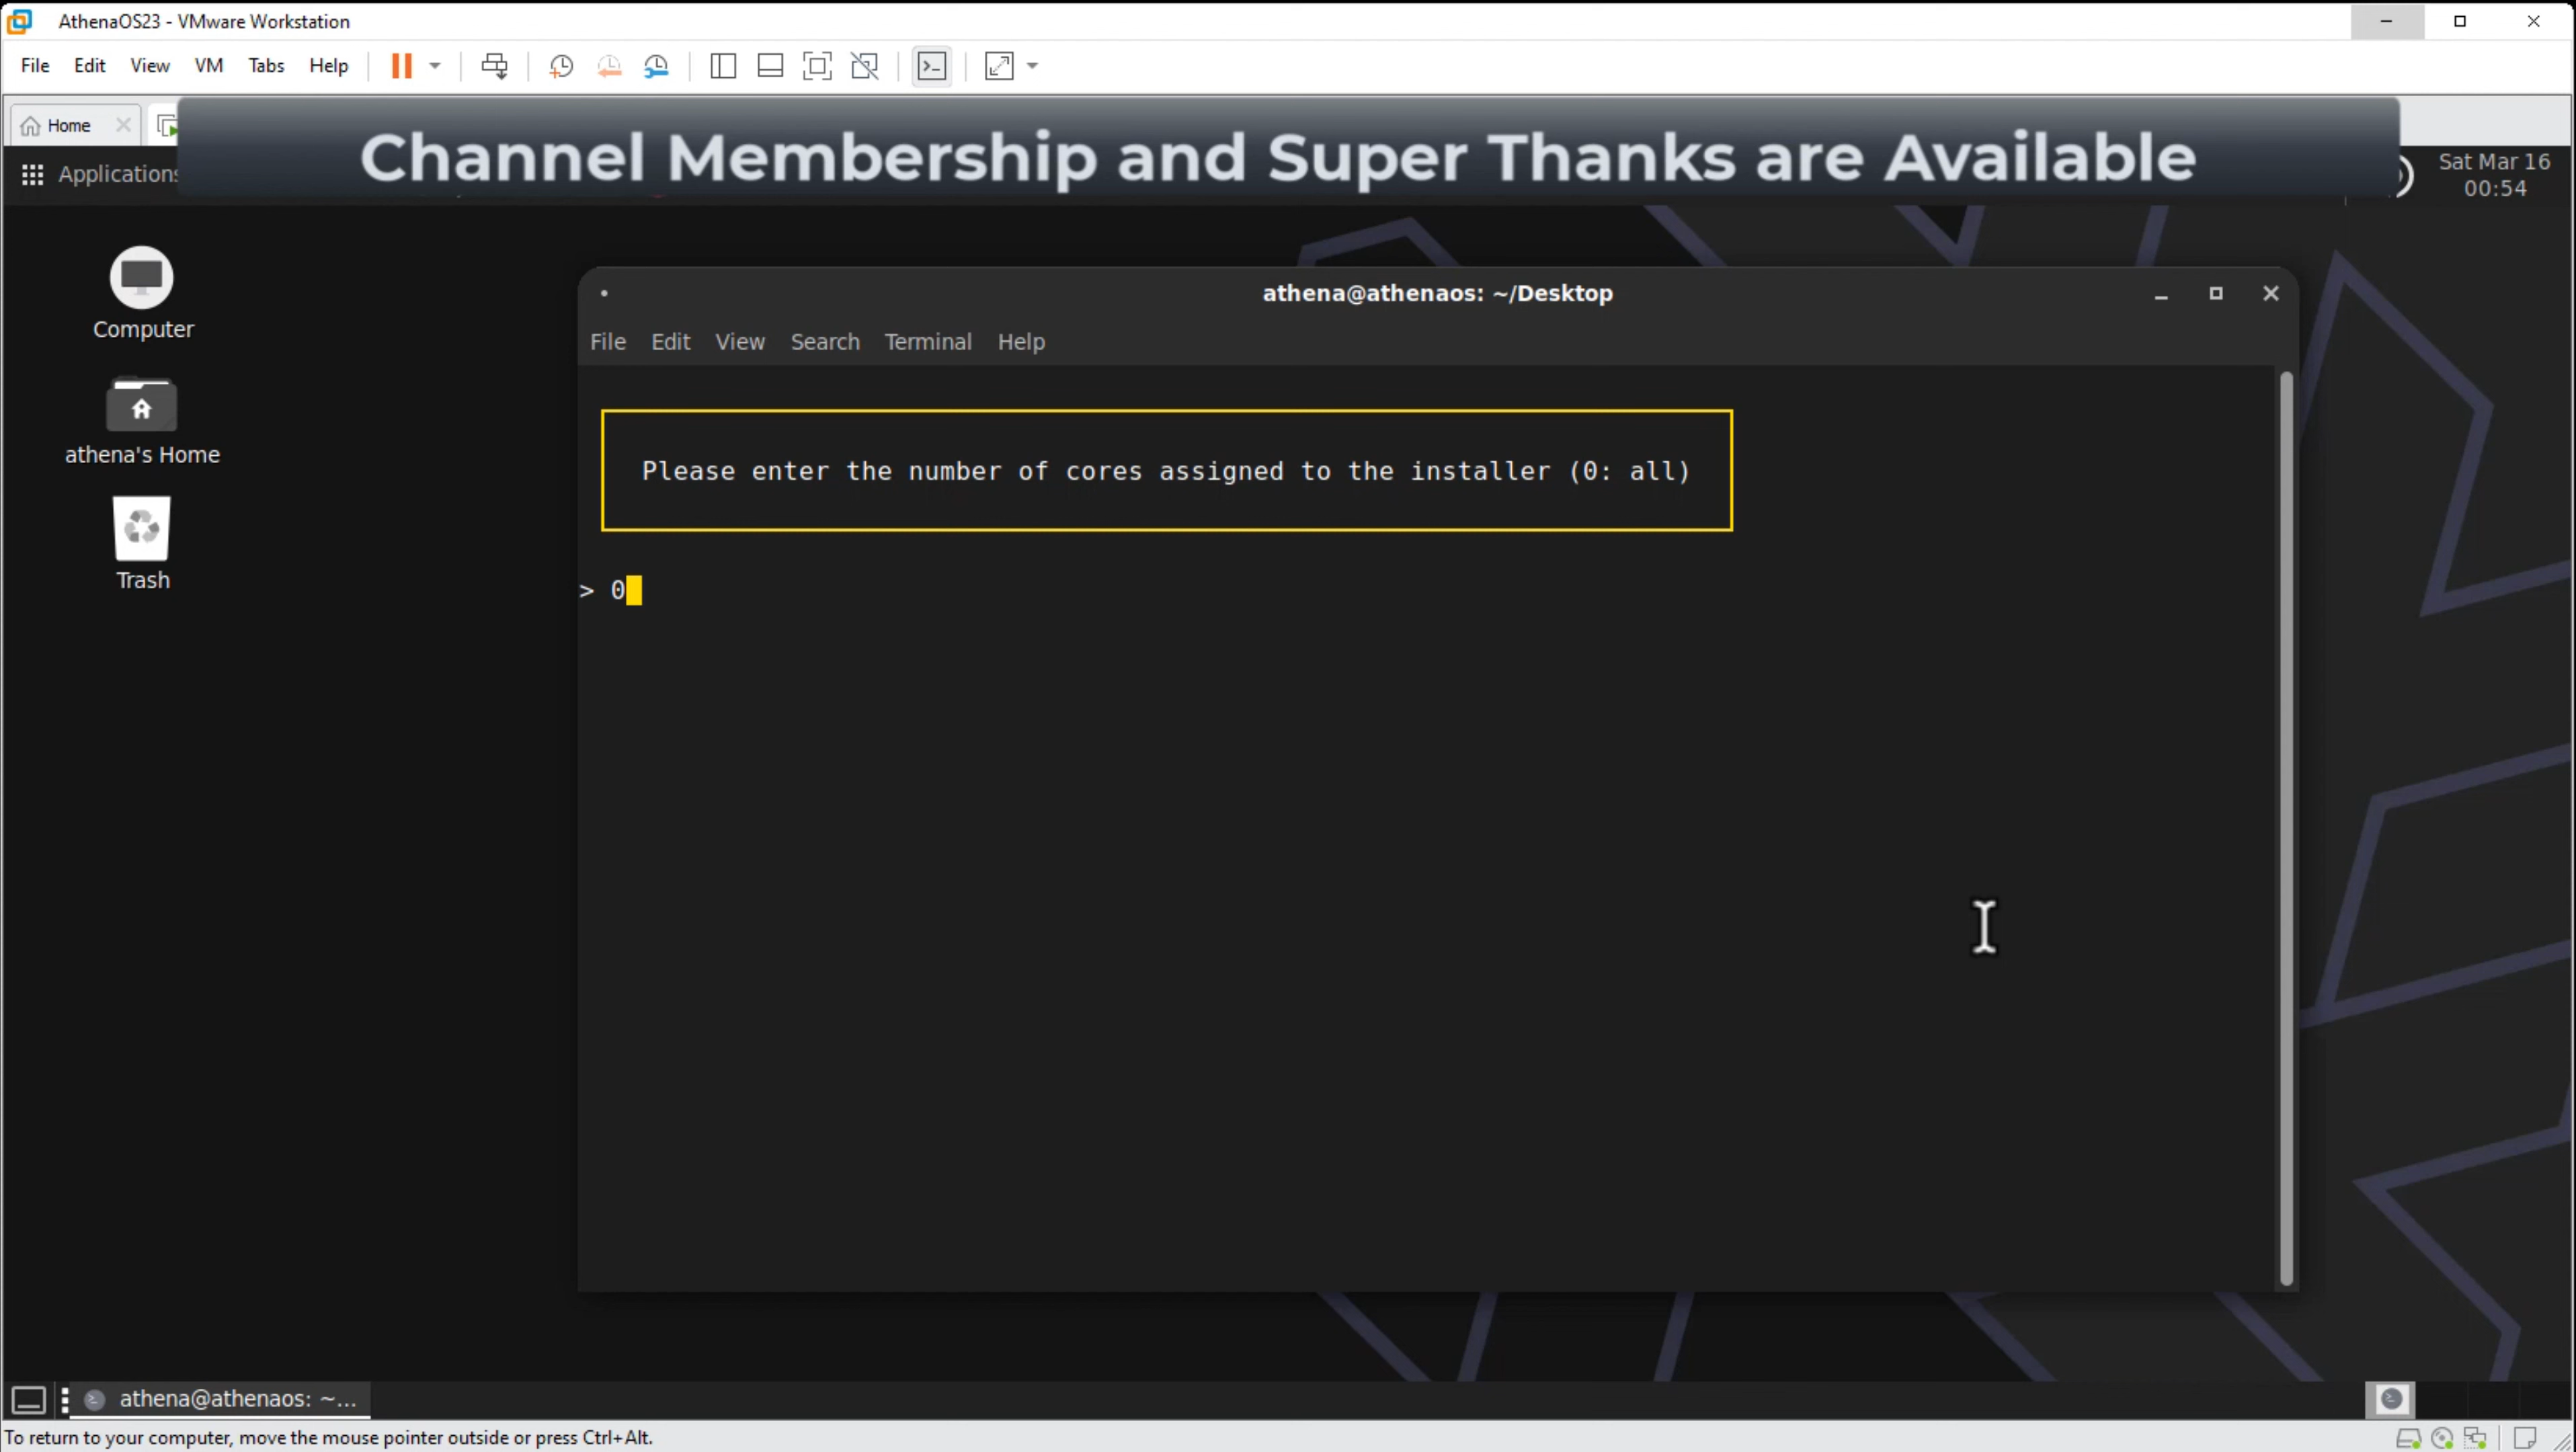 AthenaOS23 - VMware Workstation
File Edit View VM Tabs Help
Home
Channel Membership and Super Thanks are Available
Applications
Sat Mar 16
00:54
Computer
athena's Home
Trash
athena@athenaos: ~/Desktop
File Edit View Search Terminal Help
Please enter the number of cores assigned to the installer (0: all)
> 0
athena@athenaos: ~...
To return to your computer, move the mouse pointer outside or press Ctrl+Alt.